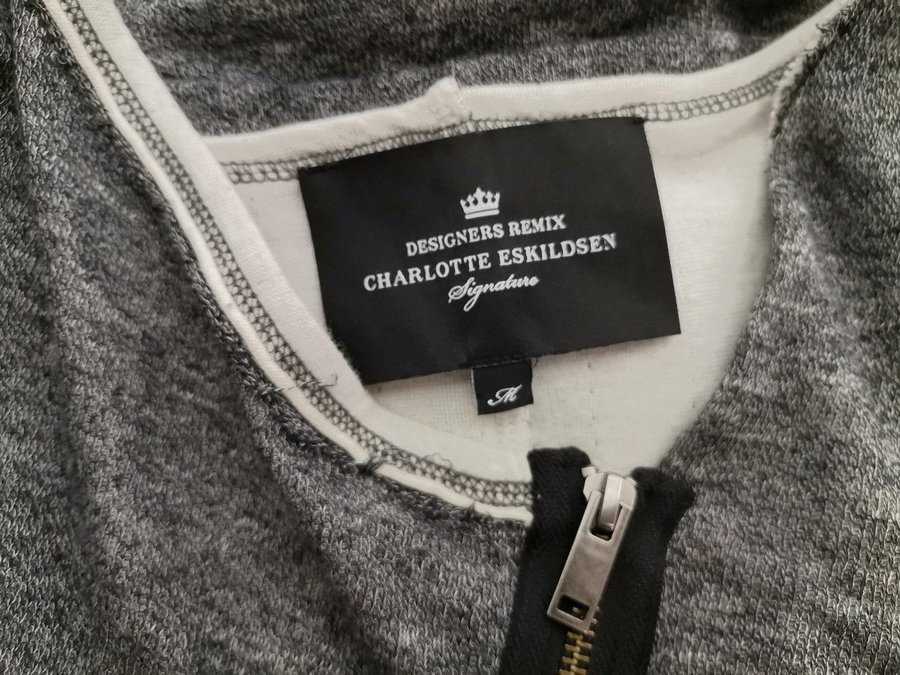 DESIGNERS REMIX
CHARLOTTE ESKILDSEN
Signature
M